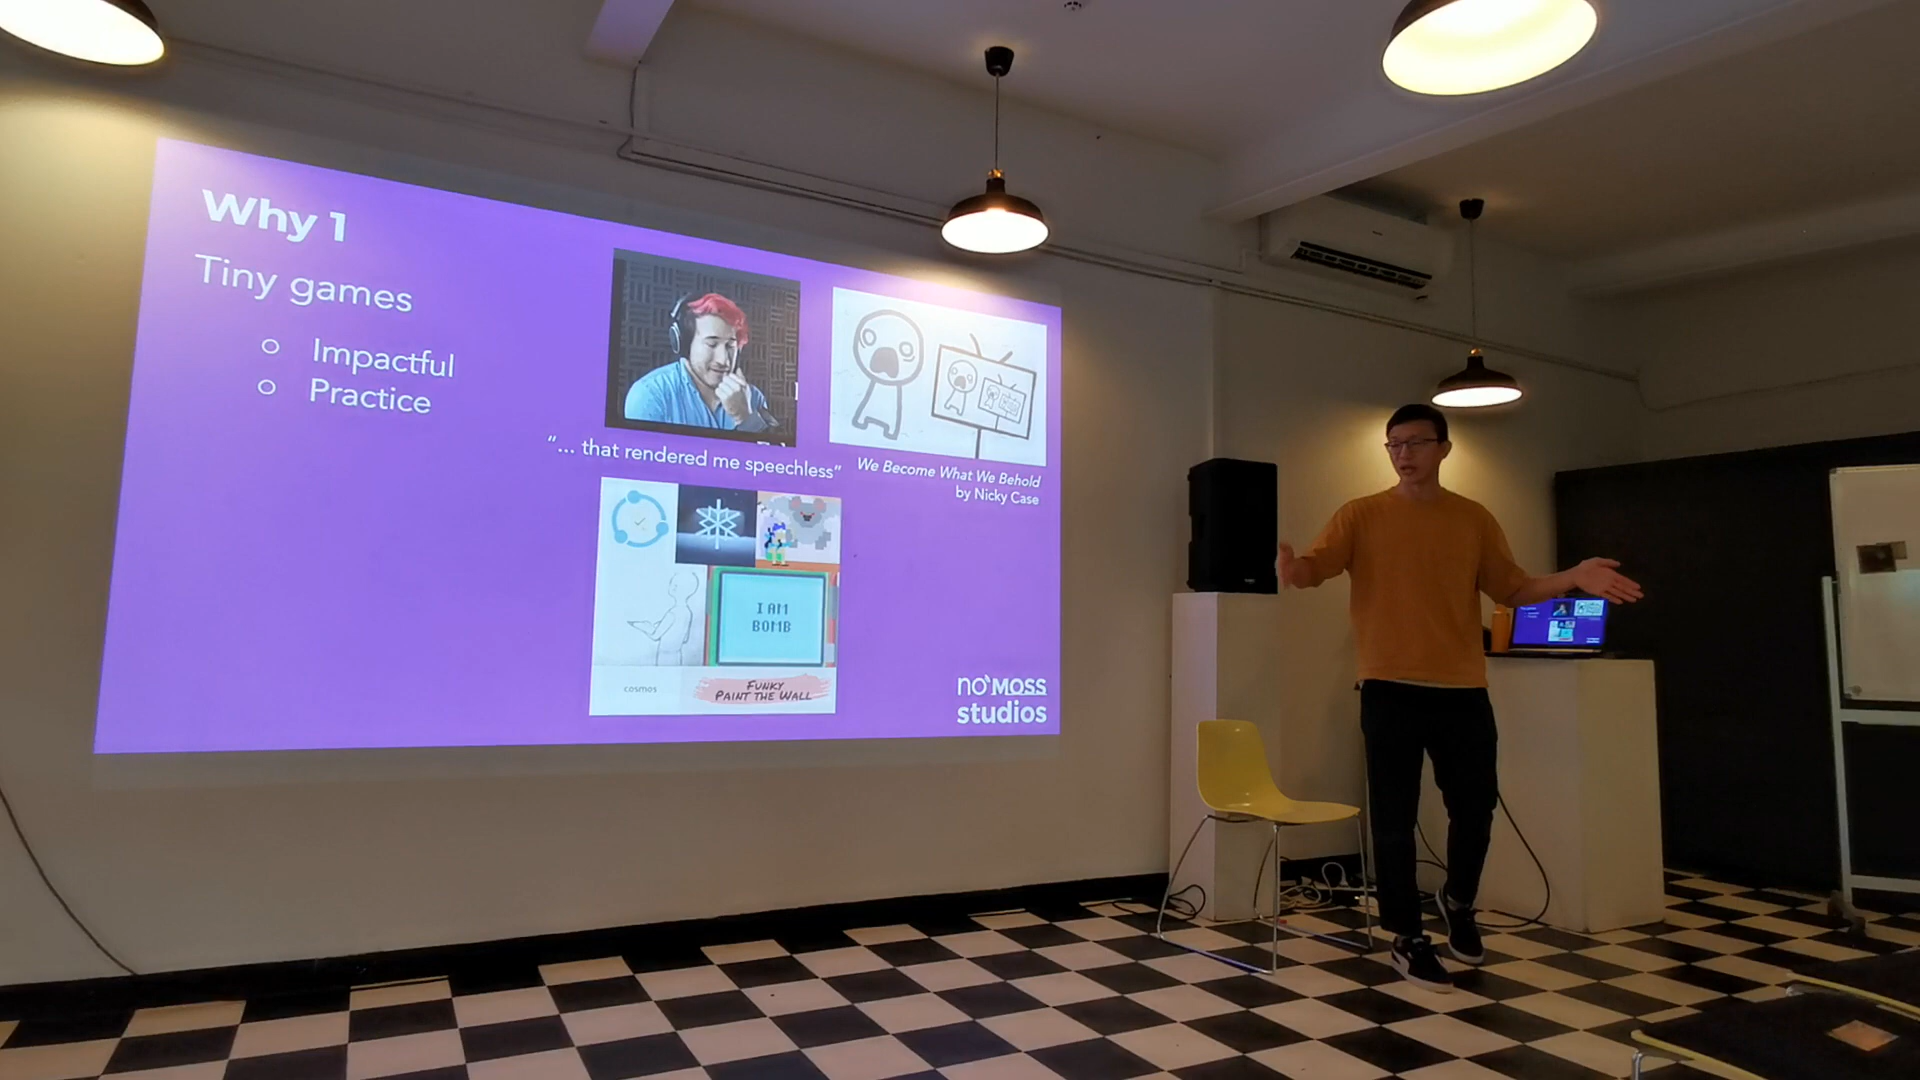 Why 1
Tiny games
Impactful
Practice
"... that rendered me speechless"
We Become What We Behold
by Nicky Case
I AM
BOMB
cosmos
FUNKY
PAINT THE WALL
no MOSS
studios